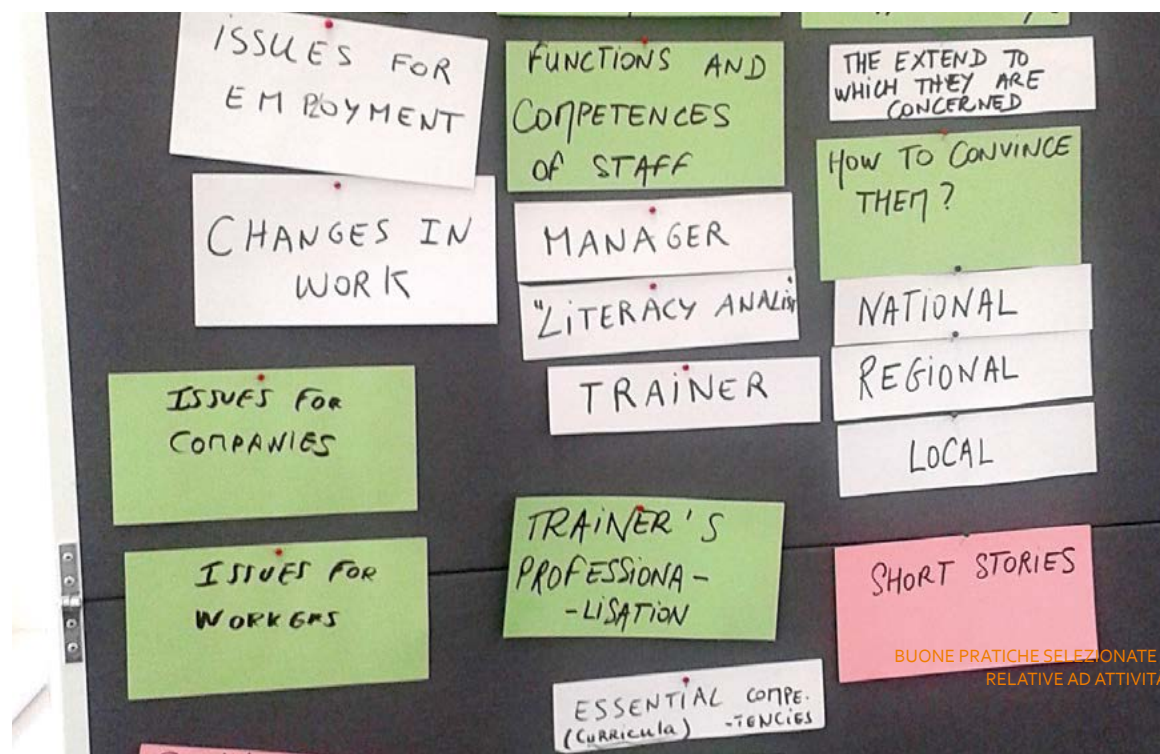 ISSUES FOR
EMPLOYMENT
CHANGES IN
WORK
ISSUES FOR
COMPANIES
ISSUES FOR
WORKERS
FUNCTIONS AND
COMPETENCES
OF STAFF
MANAGER
"LITERACY ANALIST"
TRAINER
TRAINER'S
PROFESSIONA-
-LISATION
ESSENTIAL COMPE.
(CURRICULA) -TENCIES
THE EXTEND TO
WHICH THEY ARE
CONCERNED
HOW TO CONVINCE
THEM?
NATIONAL
REGIONAL
LOCAL
SHORT STORIES
BUONE PRATICHE SELEZIONATE
RELATIVE AD ATTIVITA